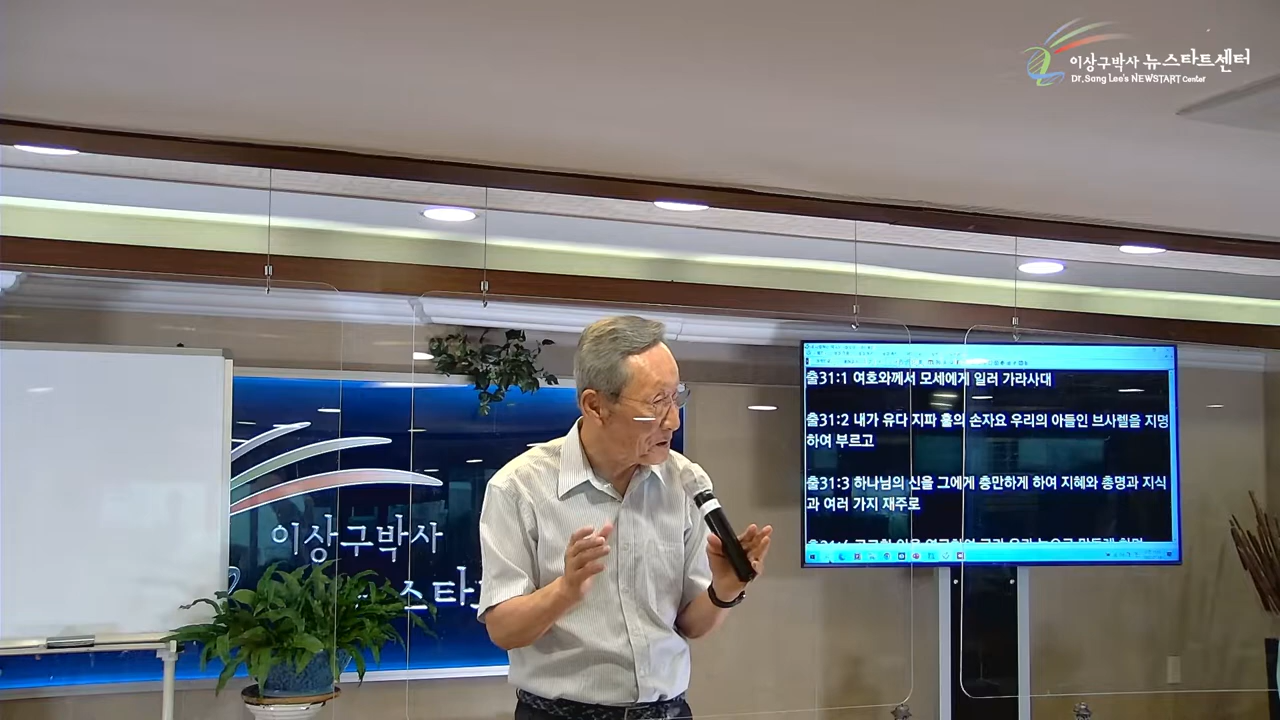 이상구박사 뉴스타트센터
Dr. Sang Lee's NEWSTART Center
출31:1 여호와께서 모세에게 일러 가라사대
출31:2 내가 유다 지파 훌의 손자요 우리의 아들인 브사렐을 지명
하여 부르고
출31:3 하나님의 신을 그에게 충만하게 하여 지혜와 총명과 지식
과 여러 가지 재주로
이상구박사
스타트